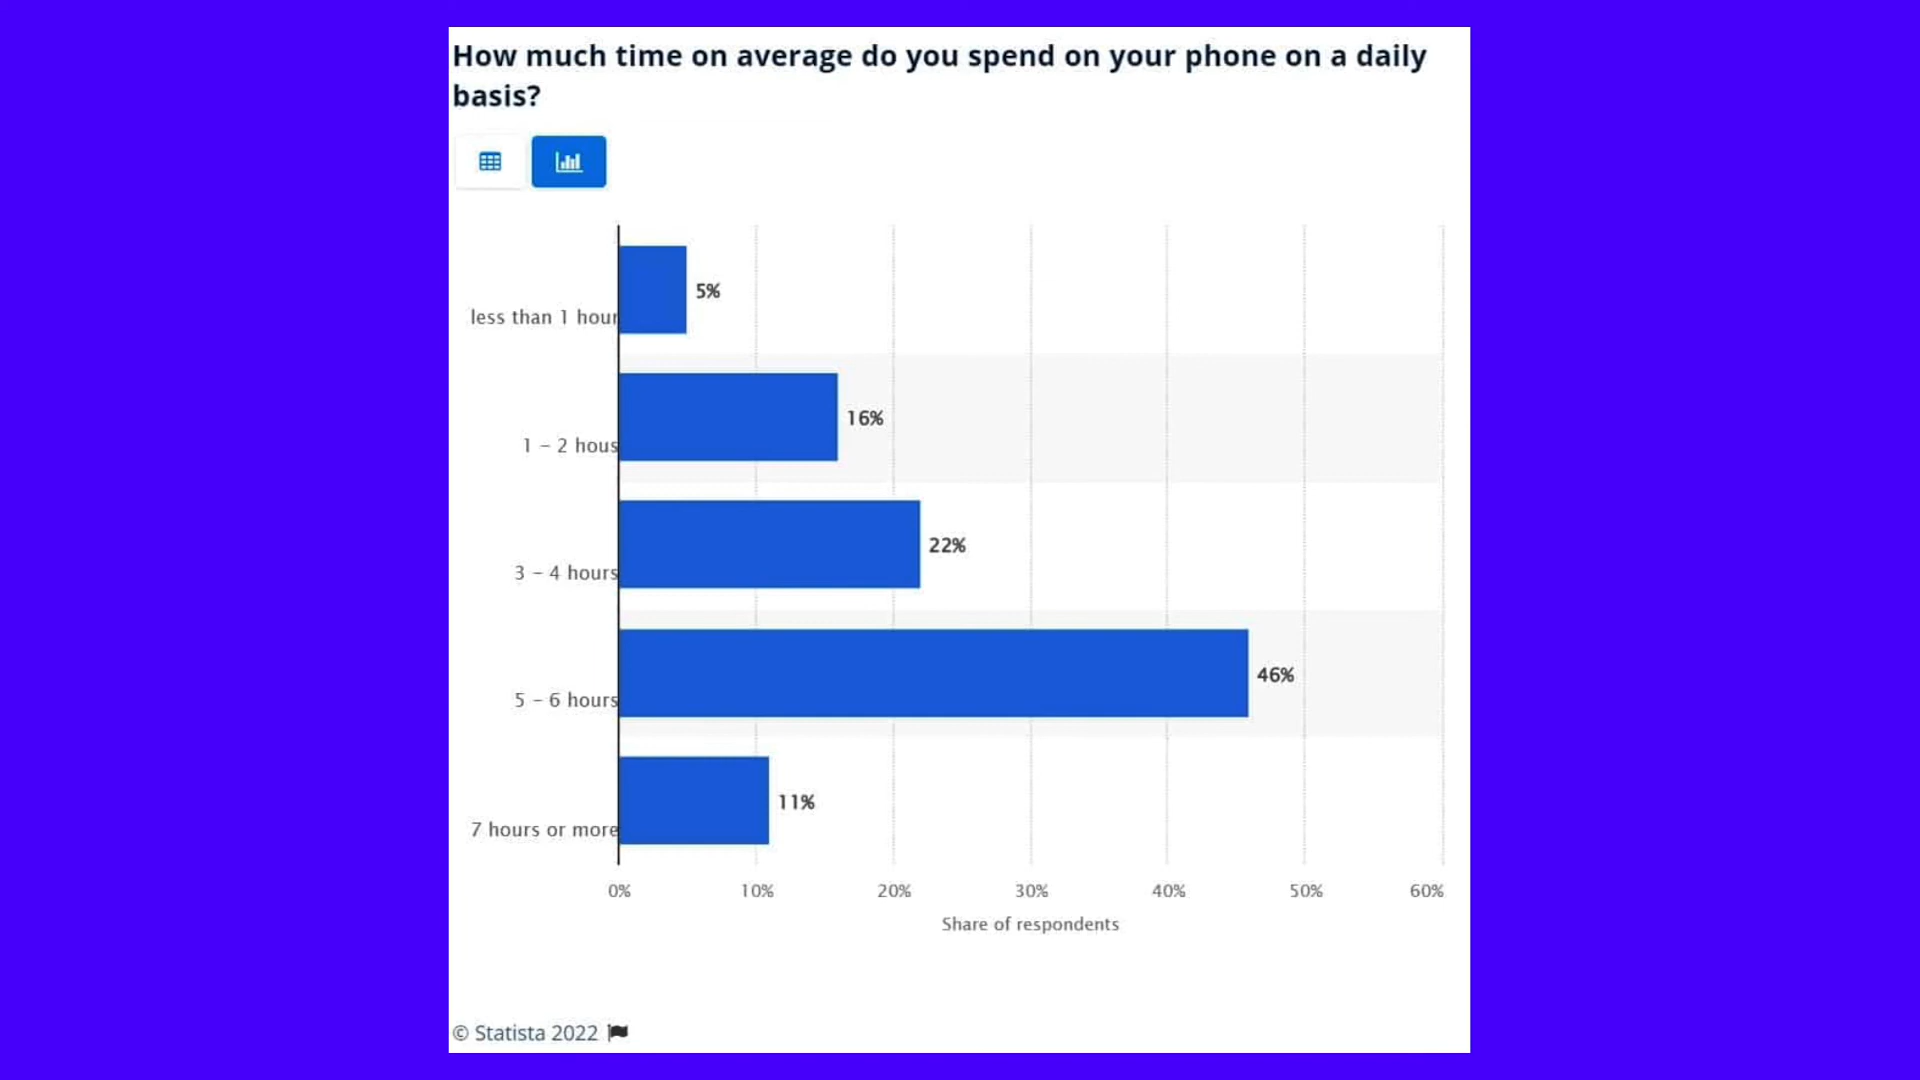 How much time on average do you spend on your phone on a daily
basis?
less than 1 hour
5%
1 – 2 hous
16%
3 – 4 hours
22%
5 – 6 hours
46%
7 hours or more
11%
0% 10% 20% 30% 40% 50% 60%
Share of respondents
© Statista 2022